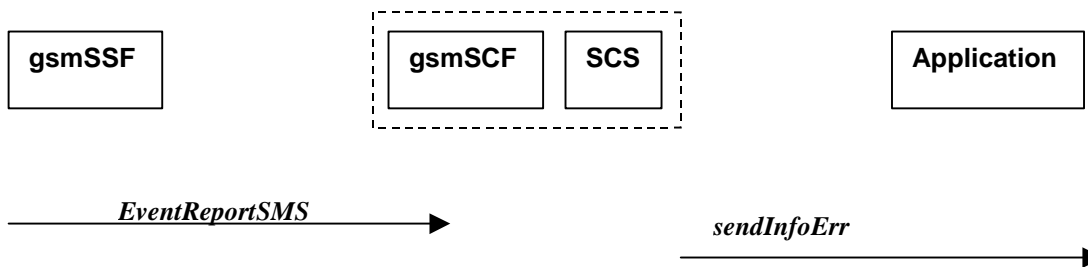 gsmSSF
gsmSCF
SCS
Application
EventReportSMS
sendInfoErr